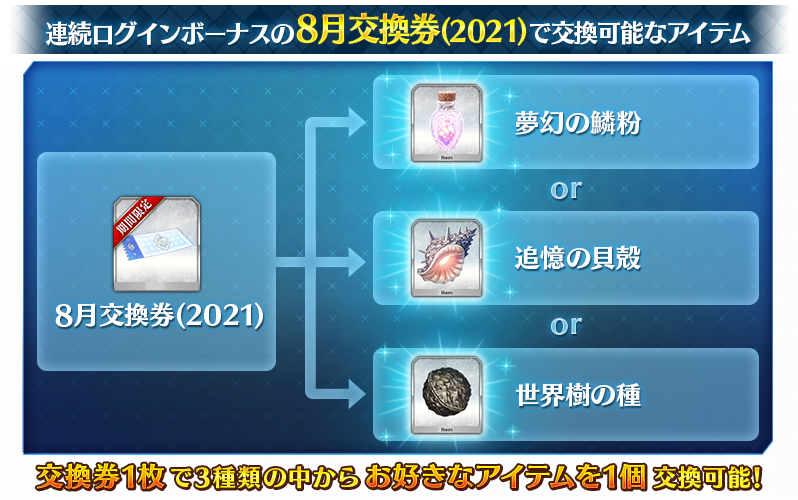 連続ログインボーナスの8月交換券(2021)で交換可能なアイテム
期間限定
8月交換券(2021)
Item
夢幻の鱗粉
or
Item
追憶の貝殻
or
Item
世界樹の種
交換券1枚で3種類の中からお好きなアイテムを1個交換可能!